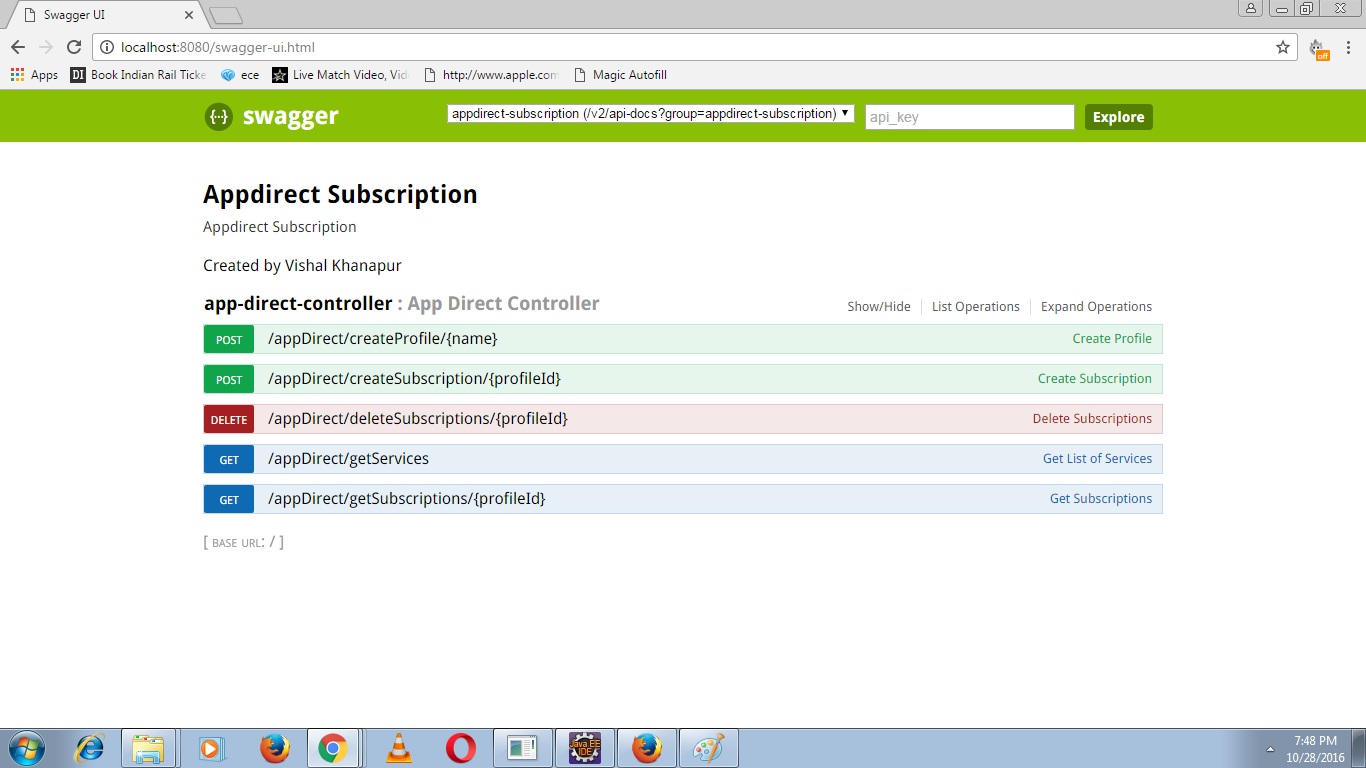 Swagger UI
localhost:8080/swagger-ui.html
Apps
DI Book Indian Rail Ticke
ece
Live Match Video, Vid
http://www.apple.com
Magic Autofill
off
{··} swagger
appdirect-subscription (/v2/api-docs?group=appdirect-subscription)
api_key
Explore
Appdirect Subscription
Appdirect Subscription
Created by Vishal Khanapur
app-direct-controller : App Direct Controller
Show/Hide
List Operations
Expand Operations
POST /appDirect/createProfile/{name} Create Profile
POST /appDirect/createSubscription/{profileId} Create Subscription
DELETE /appDirect/deleteSubscriptions/{profileId} Delete Subscriptions
GET /appDirect/getServices Get List of Services
GET /appDirect/getSubscriptions/{profileId} Get Subscriptions
[ BASE URL: / ]
Java EE
IDE
7:48 PM
10/28/2016